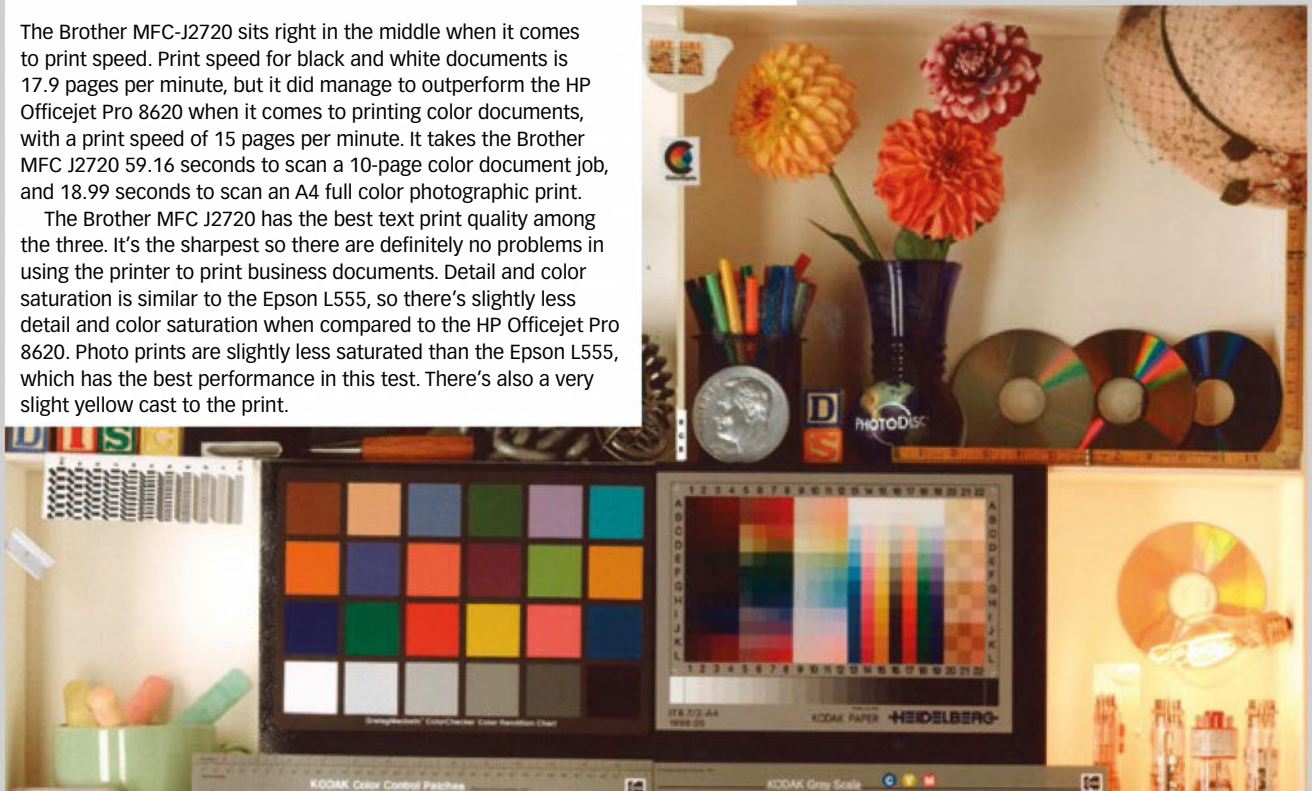 The Brother MFC-J2720 sits right in the middle when it comes
to print speed. Print speed for black and white documents is
17.9 pages per minute, but it did manage to outperform the HP
Officejet Pro 8620 when it comes to printing color documents,
with a print speed of 15 pages per minute. It takes the Brother
MFC J2720 59.16 seconds to scan a 10-page color document job,
and 18.99 seconds to scan an A4 full color photographic print.
The Brother MFC J2720 has the best text print quality among
the three. It’s the sharpest so there are definitely no problems in
using the printer to print business documents. Detail and color
saturation is similar to the Epson L555, so there’s slightly less
detail and color saturation when compared to the HP Officejet Pro
8620. Photo prints are slightly less saturated than the Epson L555,
which has the best performance in this test. There’s also a very
slight yellow cast to the print.
D
S
PHOTODISC
D I S C
1 2 3 4 5 6 7 8 9 10 11 12 13 14 15 16 17 18 19 20 21 22
A A
B B
C C
D D
E E
F F
G G
H H
I I
J J
K K
L L
1 2 3 4 5 6 7 8 9 10 11 12 13 14 15 16 17 18 19 20 21 22
GretagMacbeth ColorChecker Color Rendition Chart
KODAK PAPER HEIDELBERG
KODAK Color Control Patches
KODAK Gray Scale
C Y M